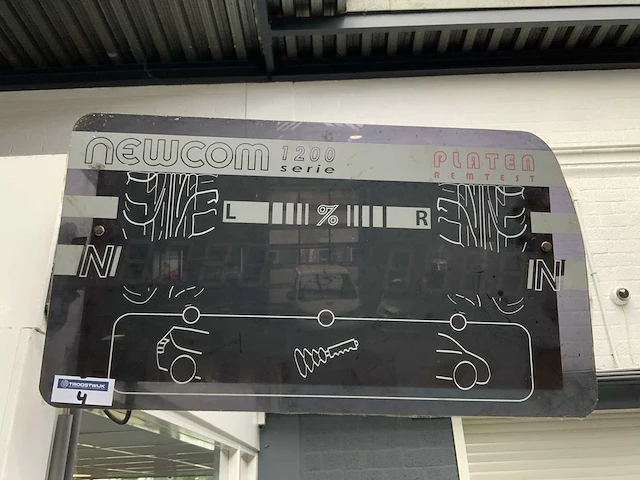 NEWCOM 1200 serie
PLATEN
REMTEST
L % R
N N
TROOSTWIJK
4